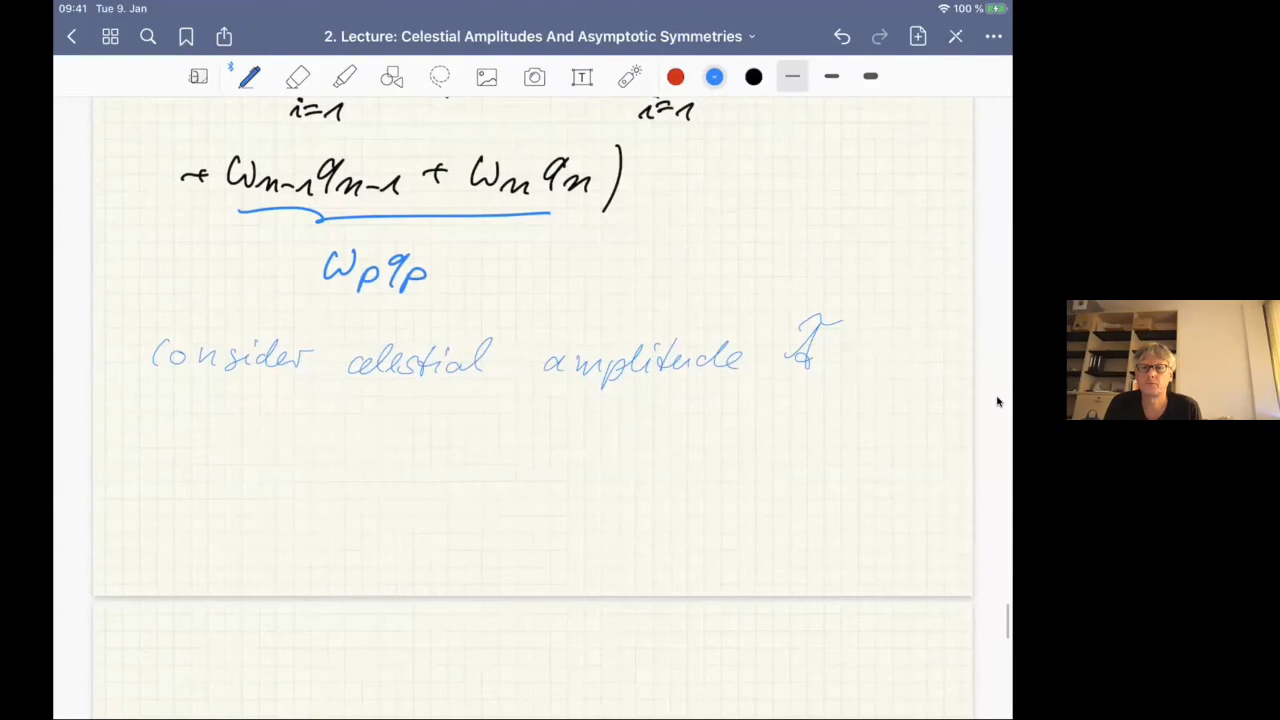 09:41 Tue 9. Jan 100 %
2. Lecture: Celestial Amplitudes And Asymptotic Symmetries
i=1 i=1
+ ωₙ₋₁qₙ₋₁ + ωₙqₙ)
ωₚqₚ
consider celestial amplitude Ã